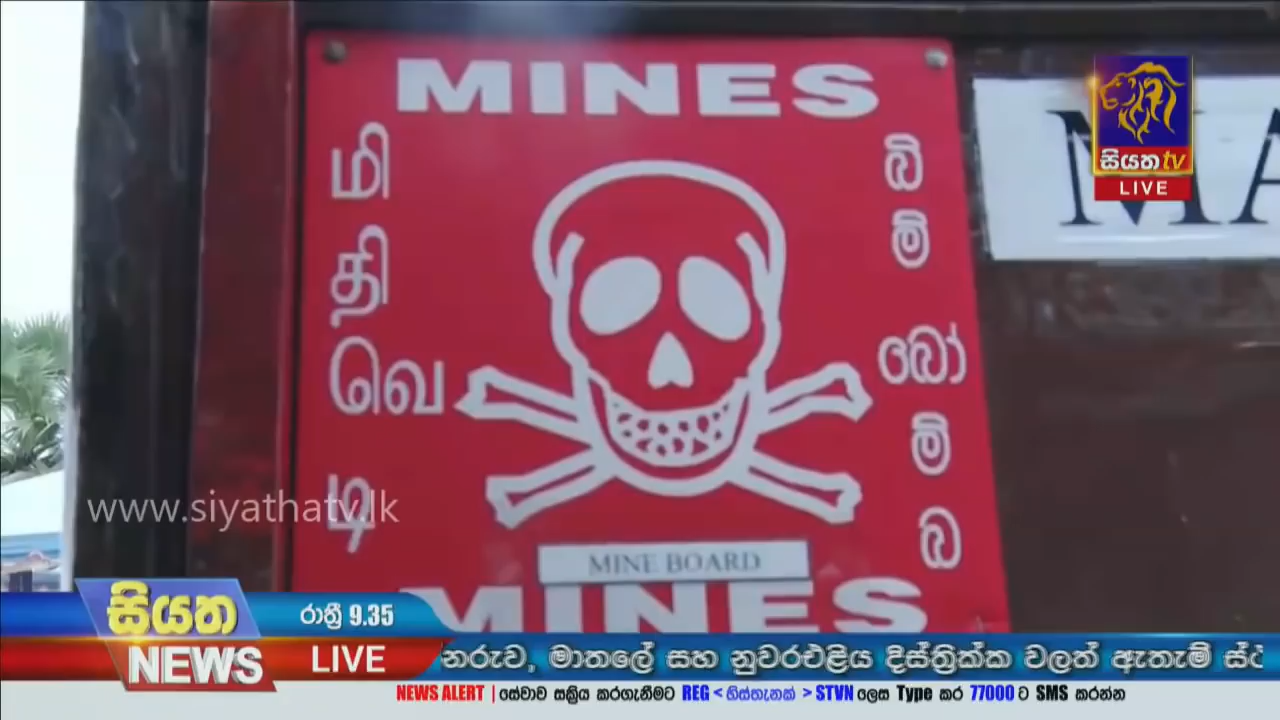 MINES
மிதிவெடி
බිම් බෝම්බ
MA
සියත tv
LIVE
www.siyathatv.lk
MINE BOARD
MINES
සියත
NEWS
රාත්‍රී 9.35
LIVE
නරුව, මාතලේ සහ නුවරඑළිය දිස්ත්‍රික්ක වලත් ඇතැම්
NEWS ALERT | සේවාව සක්‍රිය කරගැනීමට REG < හිස්තැනක් > STVN ලෙස Type කර 77000 ට SMS කරන්න